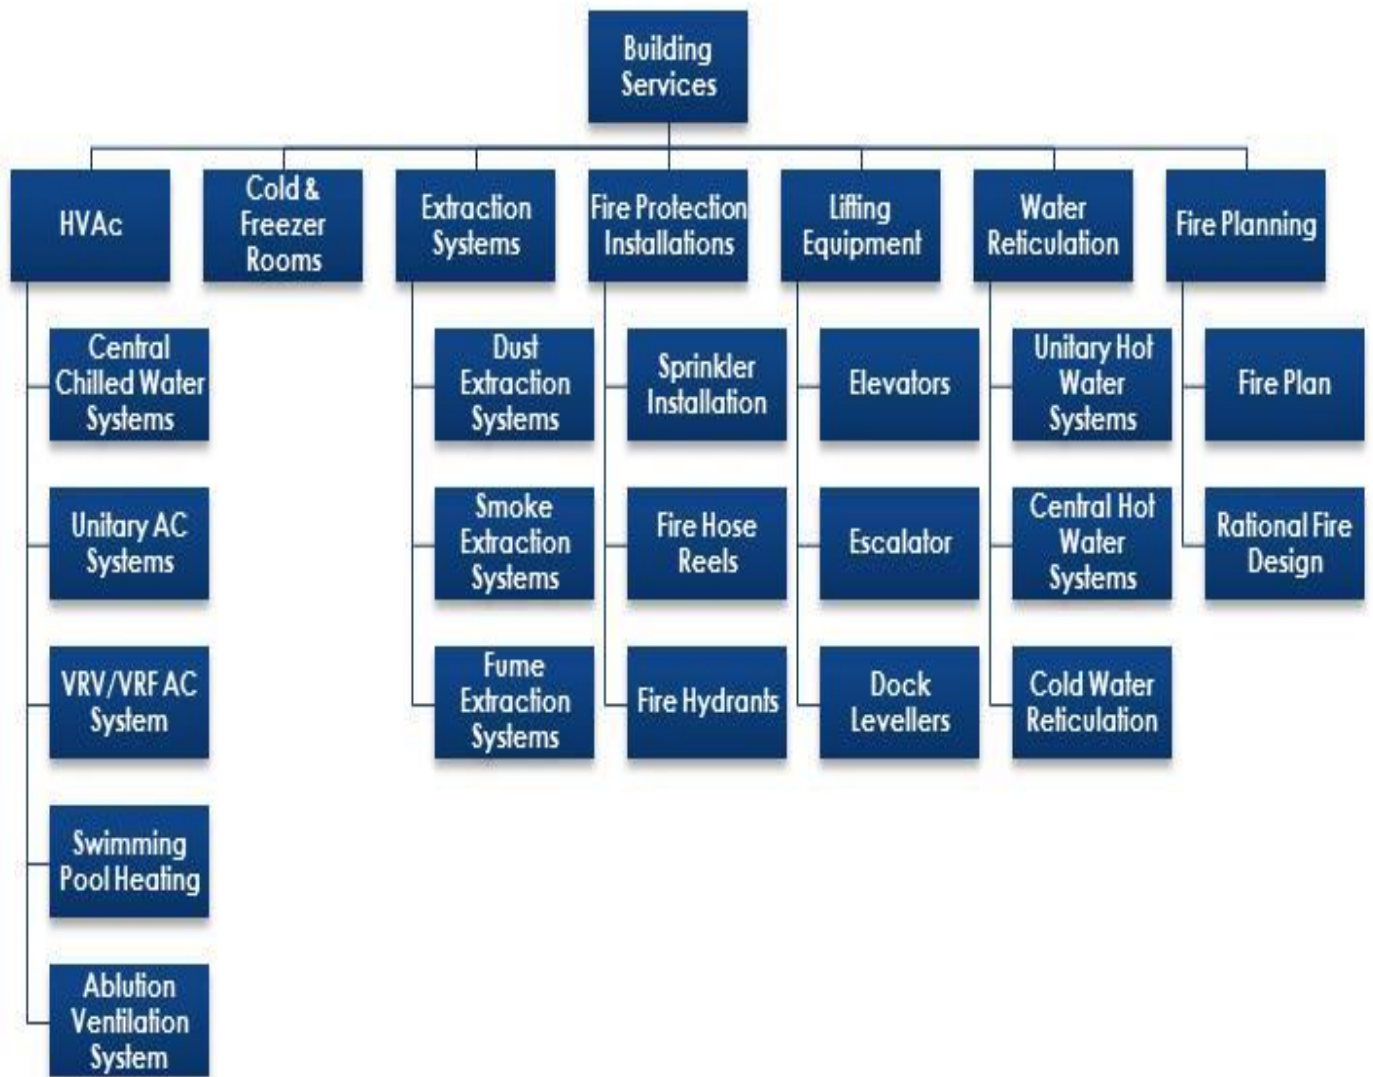 Building
Services
HVAc
Cold &
Freezer
Rooms
Extraction
Systems
Fire Protection
Installations
Lifting
Equipment
Water
Reticulation
Fire Planning
Central
Chilled Water
Systems
Dust
Extraction
Systems
Sprinkler
Installation
Elevators
Unitary Hot
Water
Systems
Fire Plan
Unitary AC
Systems
Smoke
Extraction
Systems
Fire Hose
Reels
Escalator
Central Hot
Water
Systems
Rational Fire
Design
VRV/VRF AC
System
Fume
Extraction
Systems
Fire Hydrants
Dock
Levellers
Cold Water
Reticulation
Swimming
Pool Heating
Ablution
Ventilation
System